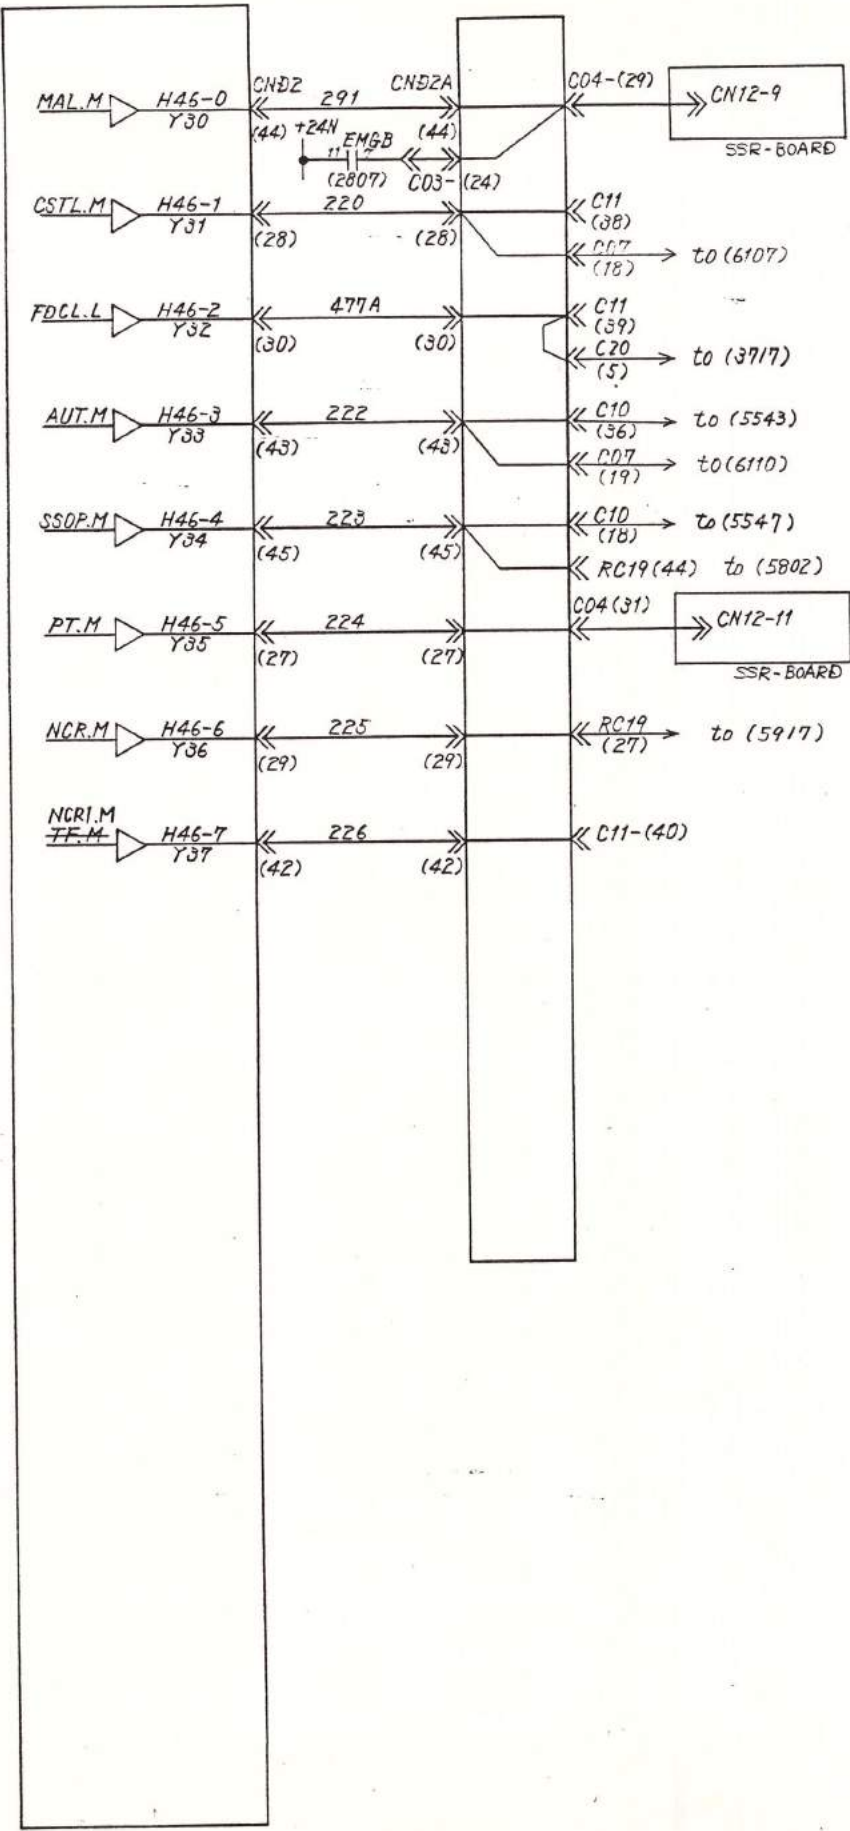 CND2 CND2A C04-(29)
MAL.M H46-0 291 CN12-9
Y30 (44) (44)
SSR-BOARD
+24N EMGB
11 7
(2807) C03-(24)
CSTL.M H46-1 220 C11
Y31 (28) (28) (38)
C07 to (6107)
(18)
FDCL.L H46-2 477A C11
Y32 (30) (30) (39)
C20 to (3717)
(5)
AUT.M H46-3 222 C10 to (5543)
Y33 (43) (43) (36)
C07 to (6110)
(19)
SSOP.M H46-4 223 C10 to (5547)
Y34 (45) (45) (18)
RC19(44) to (5802)
C04(31)
PT.M H46-5 224 CN12-11
Y35 (27) (27)
SSR-BOARD
NCR.M H46-6 225 RC19 to (5917)
Y36 (29) (29) (27)
NCR1.M
TF.M H46-7 226 C11-(40)
Y37 (42) (42)